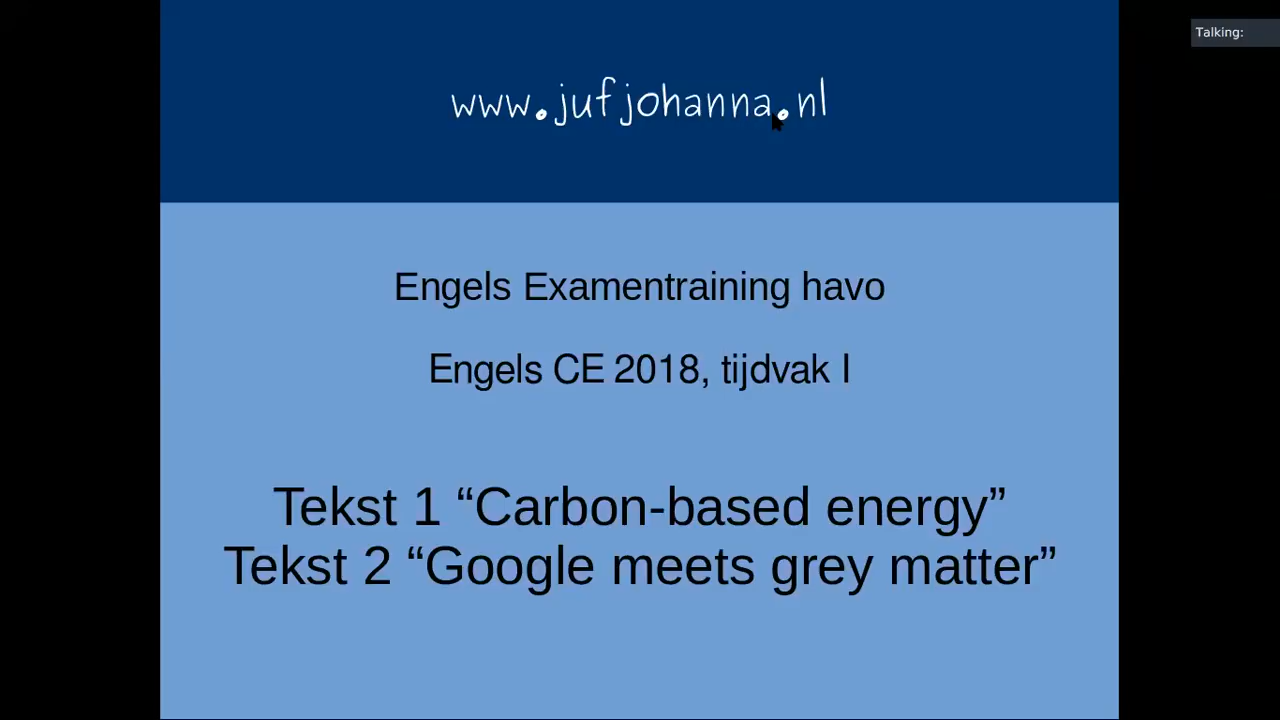 Talking:
www.jufjohanna.nl
Engels Examentraining havo
Engels CE 2018, tijdvak I
Tekst 1 “Carbon-based energy”
Tekst 2 “Google meets grey matter”